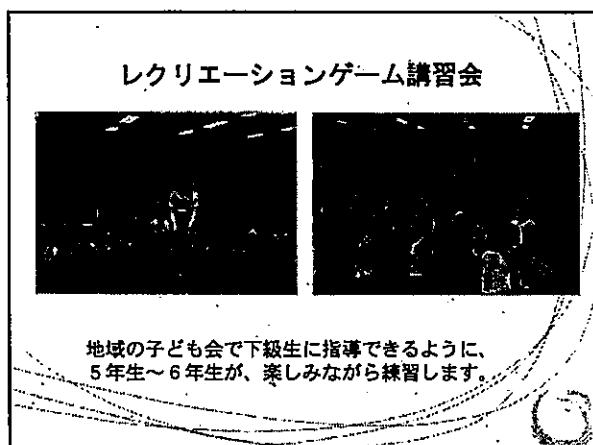 レクリエーションゲーム講習会
地域の子ども会で下級生に指導できるように、
５年生～６年生が、楽しみながら練習します。